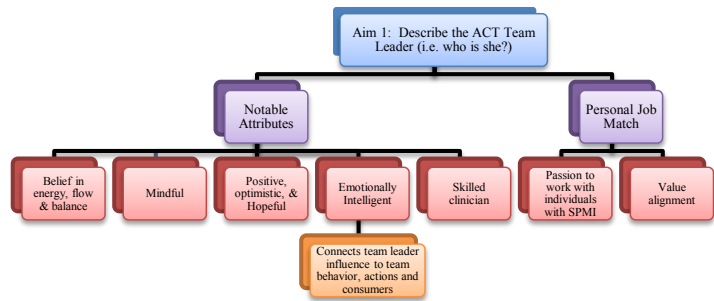 Aim 1:  Describe the ACT Team
Leader (i.e. who is she?)
Notable
Attributes
Personal Job
Match
Belief in
energy, flow
& balance
Mindful
Positive,
optimistic, &
Hopeful
Emotionally
Intelligent
Skilled
clinician
Passion to
work with
individuals
with SPMI
Value
alignment
Connects team leader
influence to team
behavior, actions and
consumers